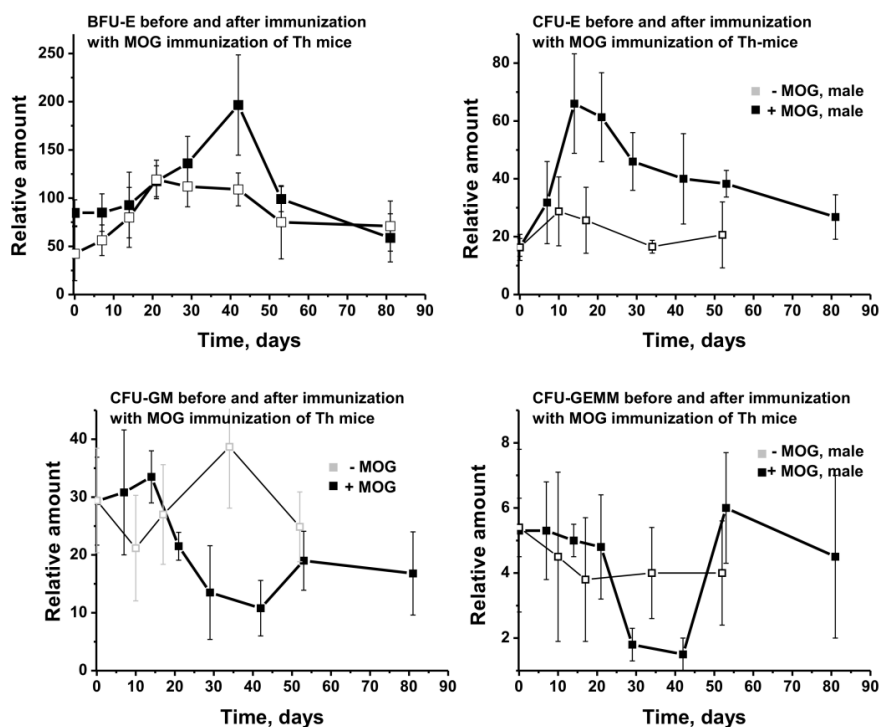 BFU-E before and after immunization
with MOG immunization of Th mice
250
200
150
100
50
0
Relative amount
0 10 20 30 40 50 60 70 80 90
Time, days
CFU-E before and after immunization
with MOG immunization of Th-mice
80
60
40
20
0
Relative amount
- MOG, male
+ MOG, male
0 10 20 30 40 50 60 70 80 90
Time, days
CFU-GM before and after immunization
with MOG immunization of Th mice
40
30
20
10
0
Relative amount
- MOG
+ MOG
0 10 20 30 40 50 60 70 80 90
Time, days
CFU-GEMM before and after immunization
with MOG immunization of Th mice
6
4
2
Relative amount
- MOG, male
+ MOG, male
0 10 20 30 40 50 60 70 80 90
Time, days